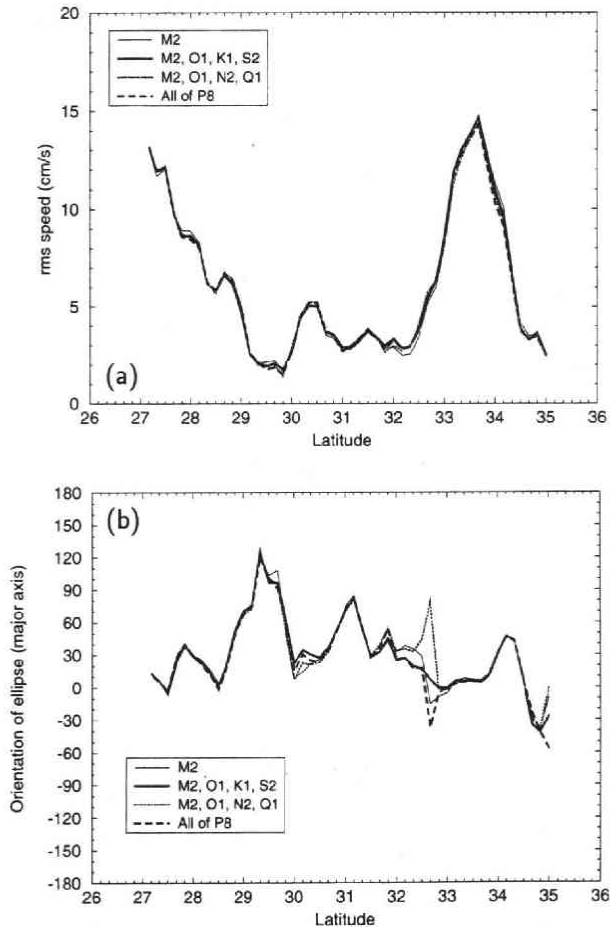 M2
M2, O1, K1, S2
M2, O1, N2, Q1
All of P8
20
15
10
5
0
rms speed (cm/s)
(a)
26 27 28 29 30 31 32 33 34 35 36
Latitude
180
150
120
90
60
30
0
-30
-60
-90
-120
-150
-180
Orientation of ellipse (major axis)
(b)
M2
M2, O1, K1, S2
M2, O1, N2, Q1
All of P8
26 27 28 29 30 31 32 33 34 35 36
Latitude